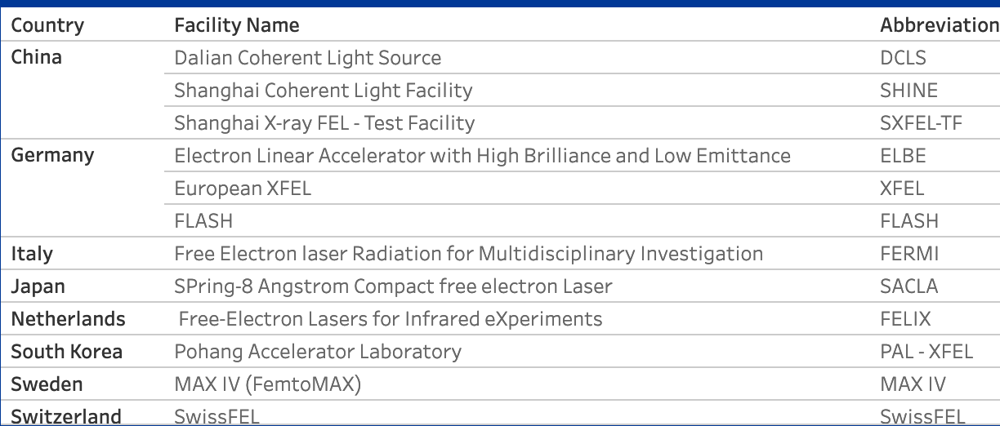 Country Facility Name Abbreviation
China Dalian Coherent Light Source DCLS
Shanghai Coherent Light Facility SHINE
Shanghai X-ray FEL - Test Facility SXFEL-TF
Germany Electron Linear Accelerator with High Brilliance and Low Emittance ELBE
European XFEL XFEL
FLASH FLASH
Italy Free Electron laser Radiation for Multidisciplinary Investigation FERMI
Japan SPring-8 Angstrom Compact free electron Laser SACLA
Netherlands Free-Electron Lasers for Infrared eXperiments FELIX
South Korea Pohang Accelerator Laboratory PAL - XFEL
Sweden MAX IV (FemtoMAX) MAX IV
Switzerland SwissFEL SwissFEL